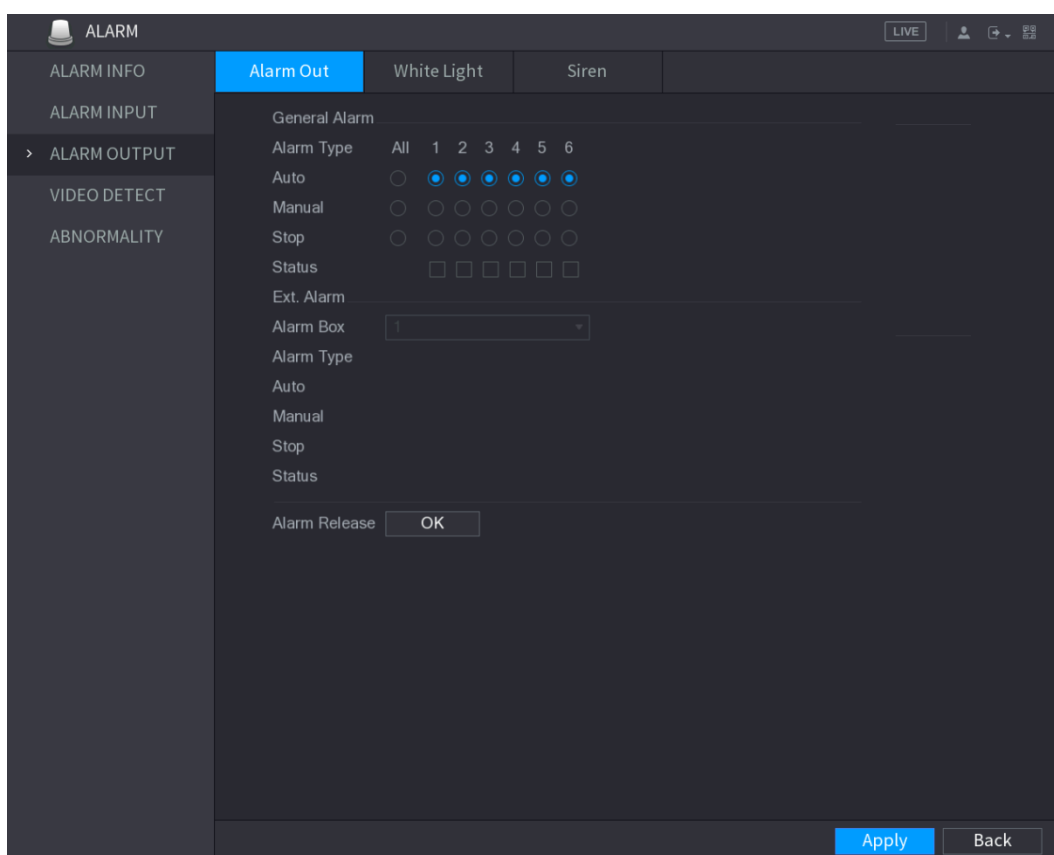 ALARM LIVE
ALARM INFO
ALARM INPUT
ALARM OUTPUT
VIDEO DETECT
ABNORMALITY
Alarm Out White Light Siren
General Alarm
Alarm Type All 1 2 3 4 5 6
Auto
Manual
Stop
Status
Ext. Alarm
Alarm Box 1
Alarm Type
Auto
Manual
Stop
Status
Alarm Release OK
Apply Back